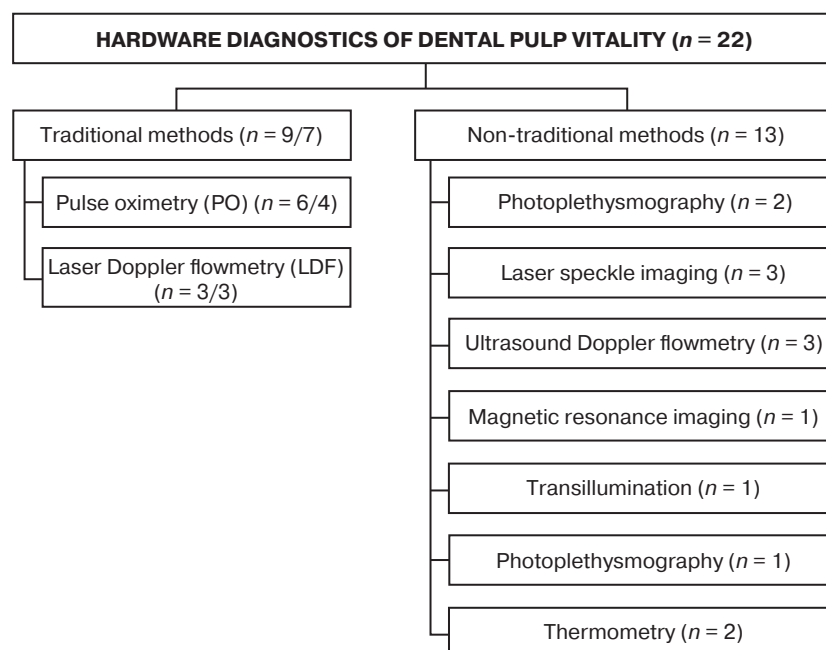 HARDWARE DIAGNOSTICS OF DENTAL PULP VITALITY (n = 22)
Traditional methods (n = 9/7)
Pulse oximetry (PO) (n = 6/4)
Laser Doppler flowmetry (LDF)
(n = 3/3)
Non-traditional methods (n = 13)
Photoplethysmography (n = 2)
Laser speckle imaging (n = 3)
Ultrasound Doppler flowmetry (n = 3)
Magnetic resonance imaging (n = 1)
Transillumination (n = 1)
Photoplethysmography (n = 1)
Thermometry (n = 2)